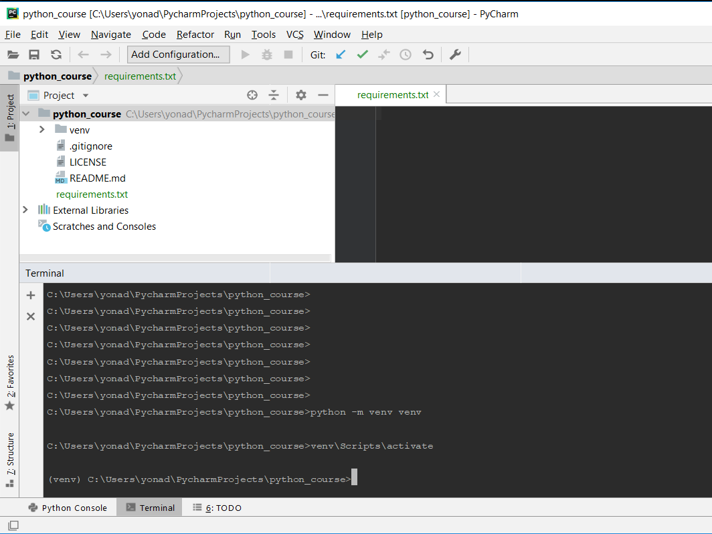 python_course [C:\Users\yonad\PycharmProjects\python_course] - ...\requirements.txt [python_course] - PyCharm
File Edit View Navigate Code Refactor Run Tools VCS Window Help
Add Configuration... Git:
python_course requirements.txt
1: Project
Project
requirements.txt
python_course C:\Users\yonad\PycharmProjects\python_course
venv
.gitignore
LICENSE
MD README.md
requirements.txt
External Libraries
Scratches and Consoles
Terminal
C:\Users\yonad\PycharmProjects\python_course>
C:\Users\yonad\PycharmProjects\python_course>
C:\Users\yonad\PycharmProjects\python_course>
C:\Users\yonad\PycharmProjects\python_course>
C:\Users\yonad\PycharmProjects\python_course>
C:\Users\yonad\PycharmProjects\python_course>
C:\Users\yonad\PycharmProjects\python_course>
C:\Users\yonad\PycharmProjects\python_course>python -m venv venv
C:\Users\yonad\PycharmProjects\python_course>venv\Scripts\activate
(venv) C:\Users\yonad\PycharmProjects\python_course>
2: Favorites
7: Structure
Python Console Terminal 6: TODO